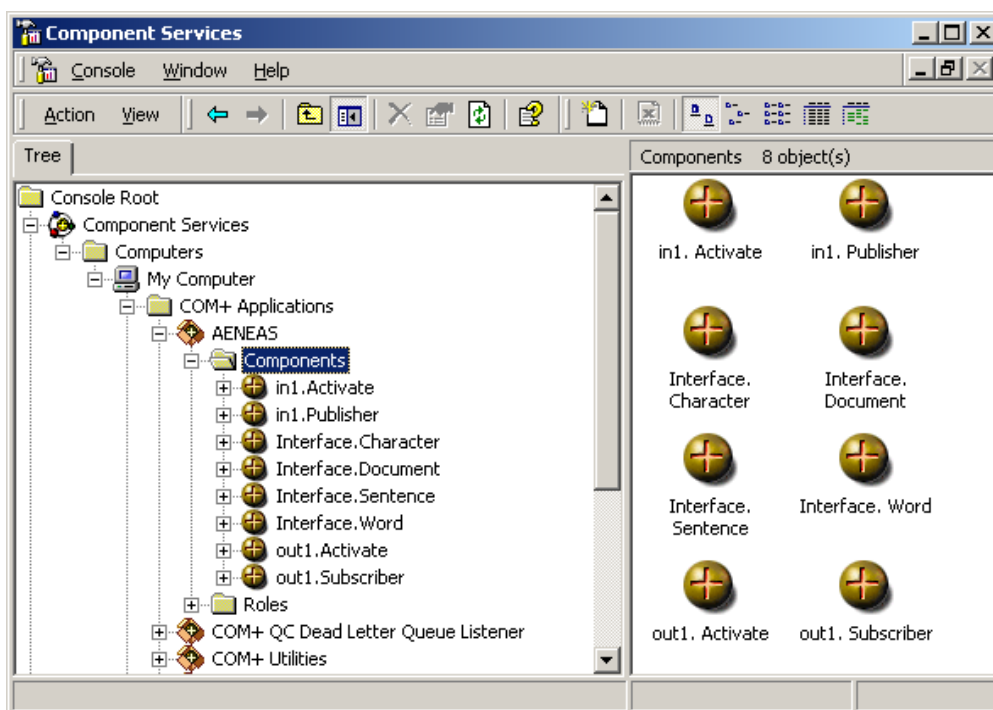 Component Services
Console Window Help
Action View
Tree
Components 8 object(s)
Console Root
Component Services
Computers
My Computer
COM+ Applications
AENEAS
Components
in1.Activate
in1.Publisher
Interface.Character
Interface.Document
Interface.Sentence
Interface.Word
out1.Activate
out1.Subscriber
Roles
COM+ QC Dead Letter Queue Listener
COM+ Utilities
in1. Activate
in1. Publisher
Interface.
Character
Interface.
Document
Interface.
Sentence
Interface. Word
out1. Activate
out1. Subscriber